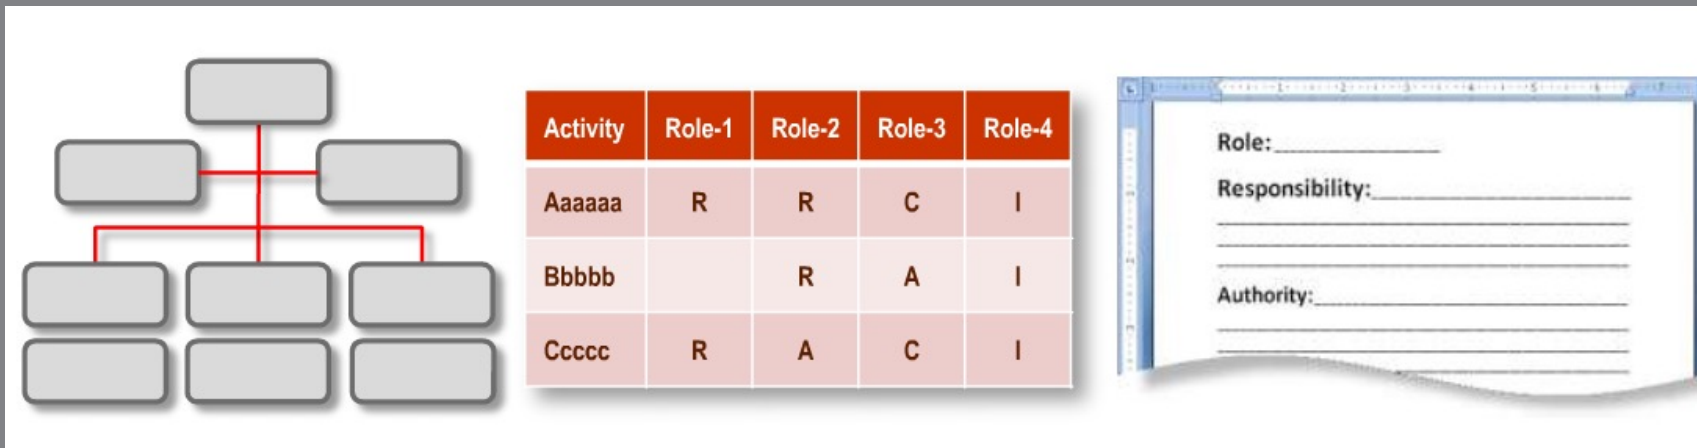 Activity Role-1 Role-2 Role-3 Role-4
Aaaaaa R R C I
Bbbbb R A I
Ccccc R A C I
Role:
Responsibility:
Authority: